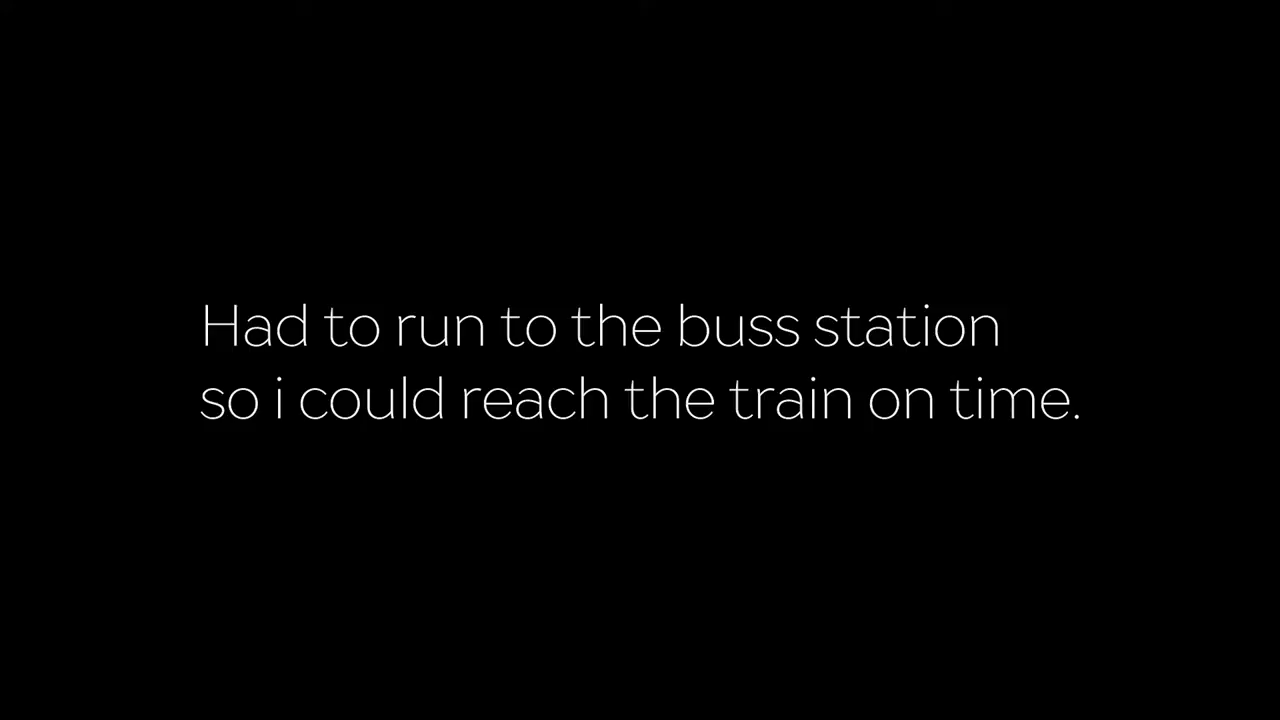 Had to run to the buss station
so i could reach the train on time.